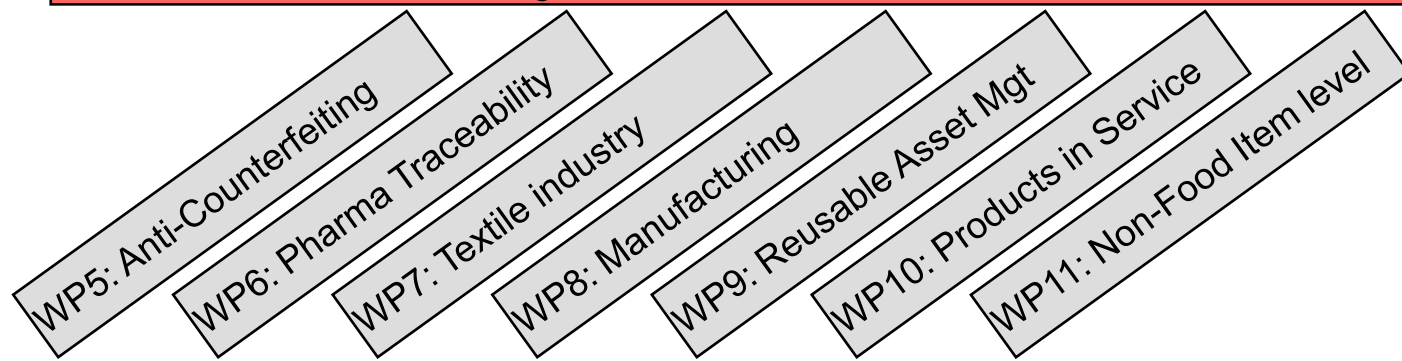 WP5: Anti-Counterfeiting
WP6: Pharma Traceability
WP7: Textile industry
WP8: Manufacturing
WP9: Reusable Asset Mgt
WP10: Products in Service
WP11: Non-Food Item level